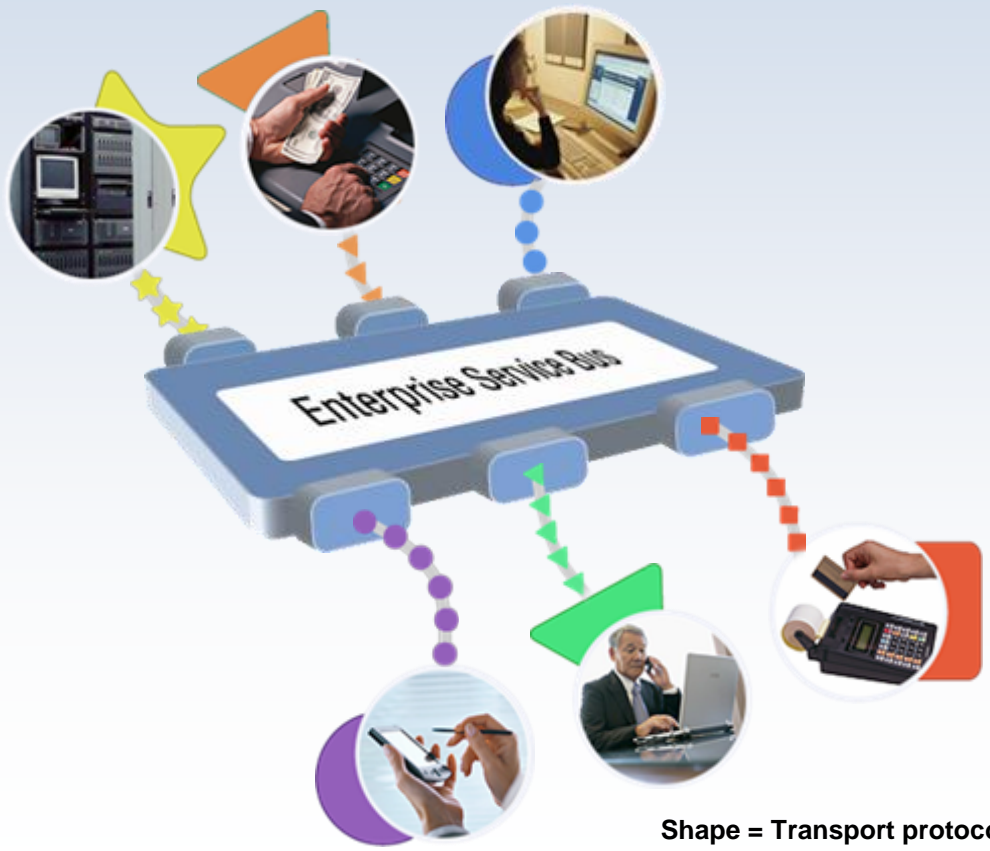 Enterprise Service Bus
Shape = Transport protoco